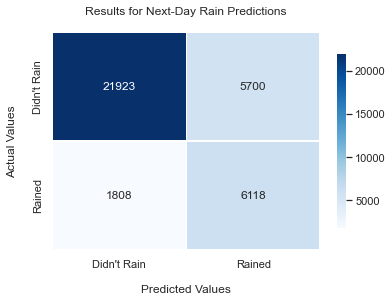 Results for Next-Day Rain Predictions
Actual Values
Didn't Rain
21923 5700
Rained
1808 6118
Didn't Rain Rained
Predicted Values
20000
15000
10000
5000